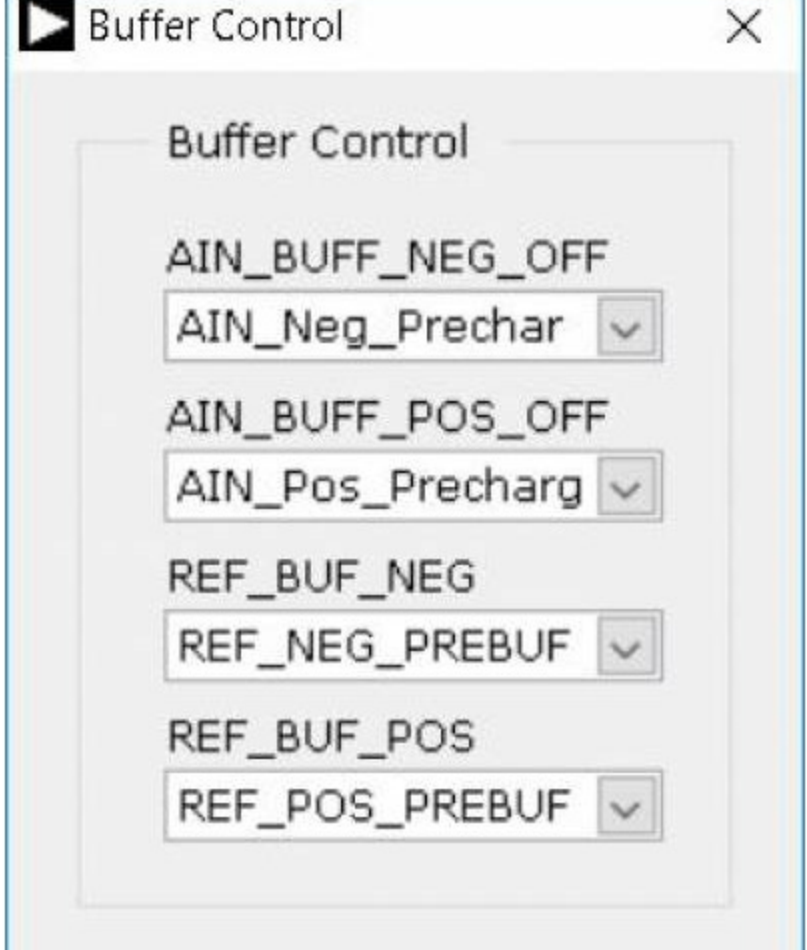 Buffer Control
Buffer Control
AIN_BUFF_NEG_OFF
AIN_Neg_Prechar
AIN_BUFF_POS_OFF
AIN_Pos_Precharg
REF_BUF_NEG
REF_NEG_PREBUF
REF_BUF_POS
REF_POS_PREBUF